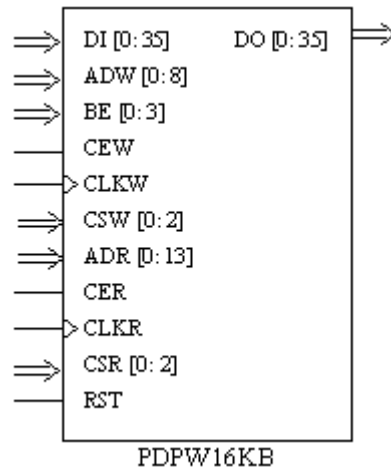 DI [0:35] DO [0:35]
ADW [0:8]
BE [0:3]
CEW
CLKW
CSW [0:2]
ADR [0:13]
CER
CLKR
CSR [0:2]
RST
PDPW16KB